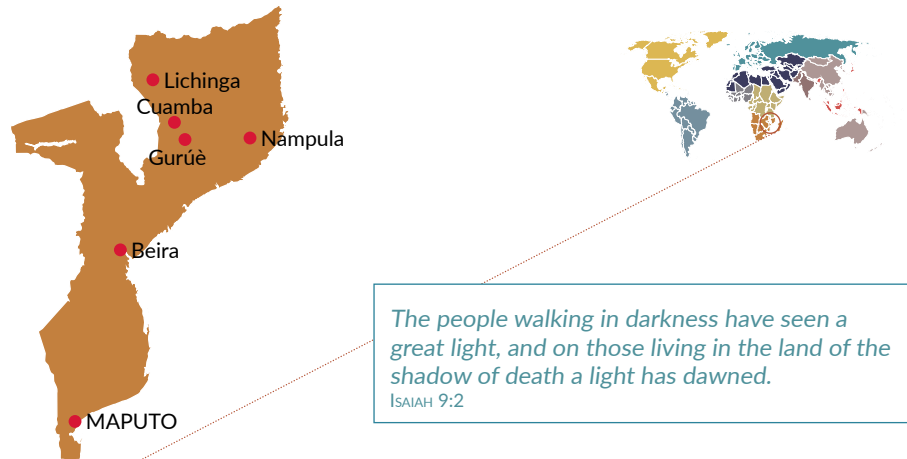 Lichinga
Cuamba
Gurúè
Nampula
Beira
MAPUTO
The people walking in darkness have seen a
great light, and on those living in the land of the
shadow of death a light has dawned.
Isaiah 9:2